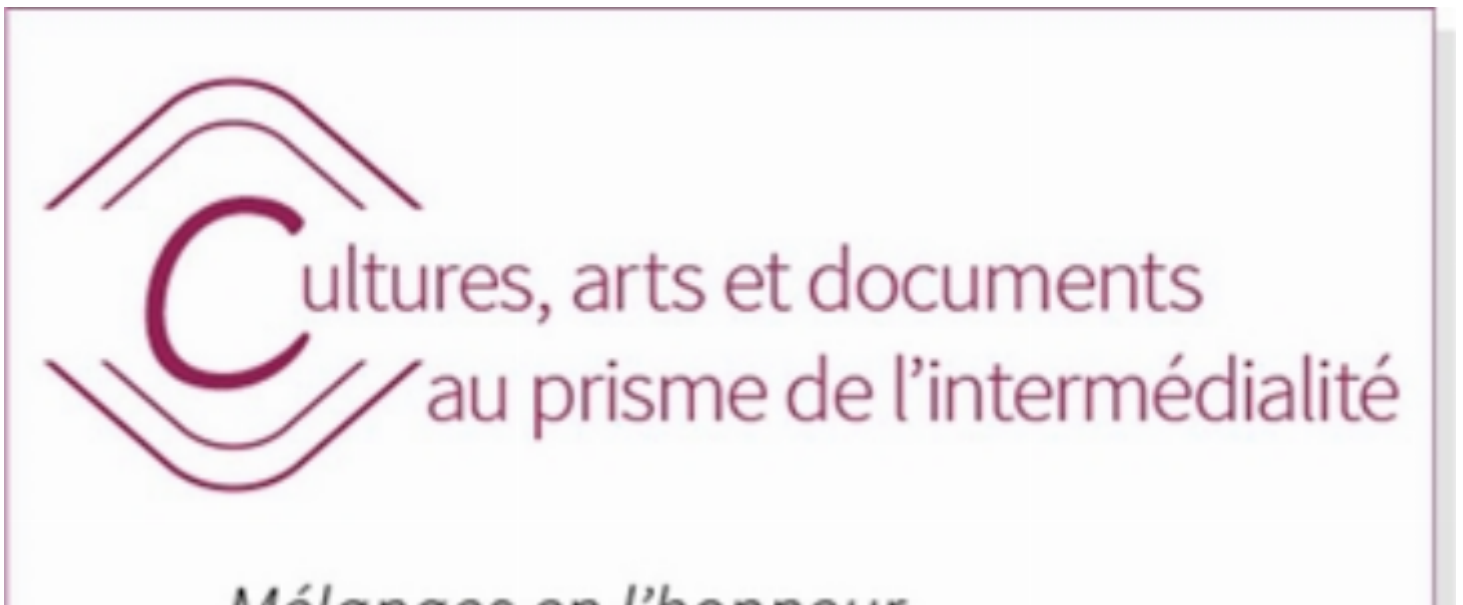 Cultures, arts et documents
au prisme de l’intermédialité
Mélanges en l’honneur